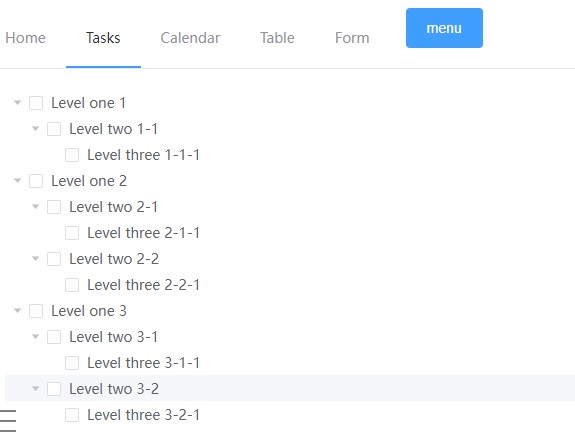 Home Tasks Calendar Table Form menu
Level one 1
Level two 1-1
Level three 1-1-1
Level one 2
Level two 2-1
Level three 2-1-1
Level two 2-2
Level three 2-2-1
Level one 3
Level two 3-1
Level three 3-1-1
Level two 3-2
Level three 3-2-1